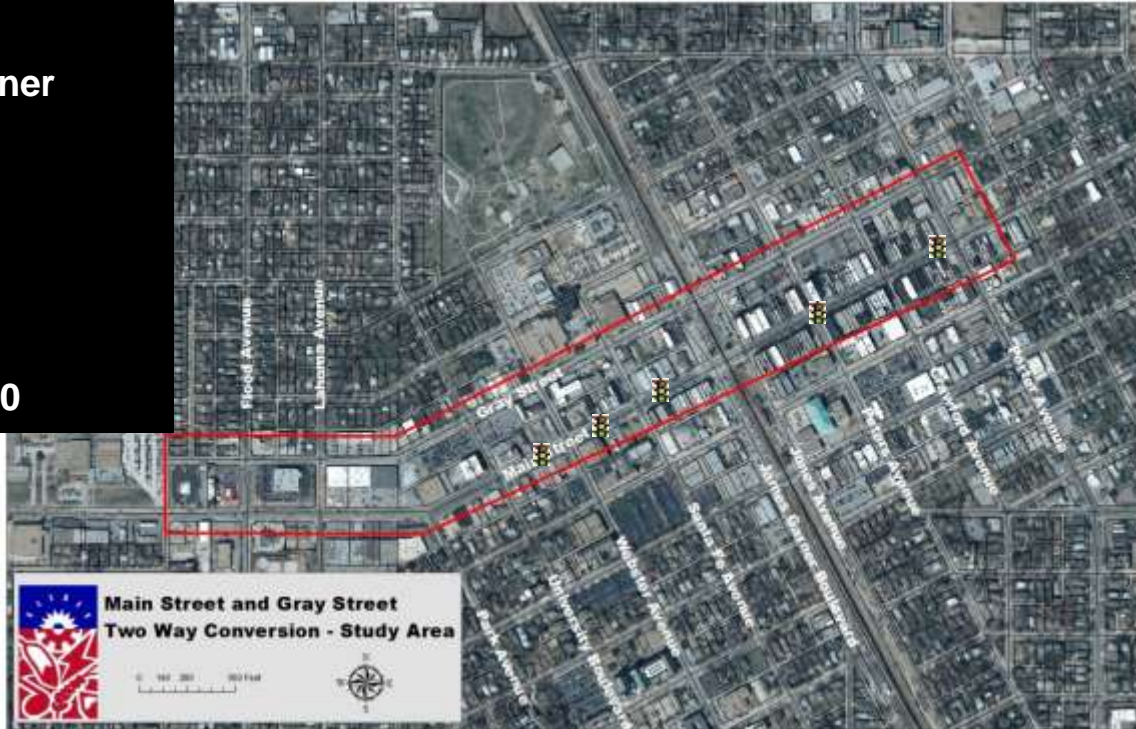 ner
0
Flood Avenue
Lahoma Avenue
Gray Street
Main Street
Porter Avenue
Crawford Avenue
Peters Avenue
Jones Avenue
James Garner Boulevard
Santa Fe Avenue
Webster Avenue
University Boulevard
Park Avenue
Main Street and Gray Street
Two Way Conversion - Study Area
N
S